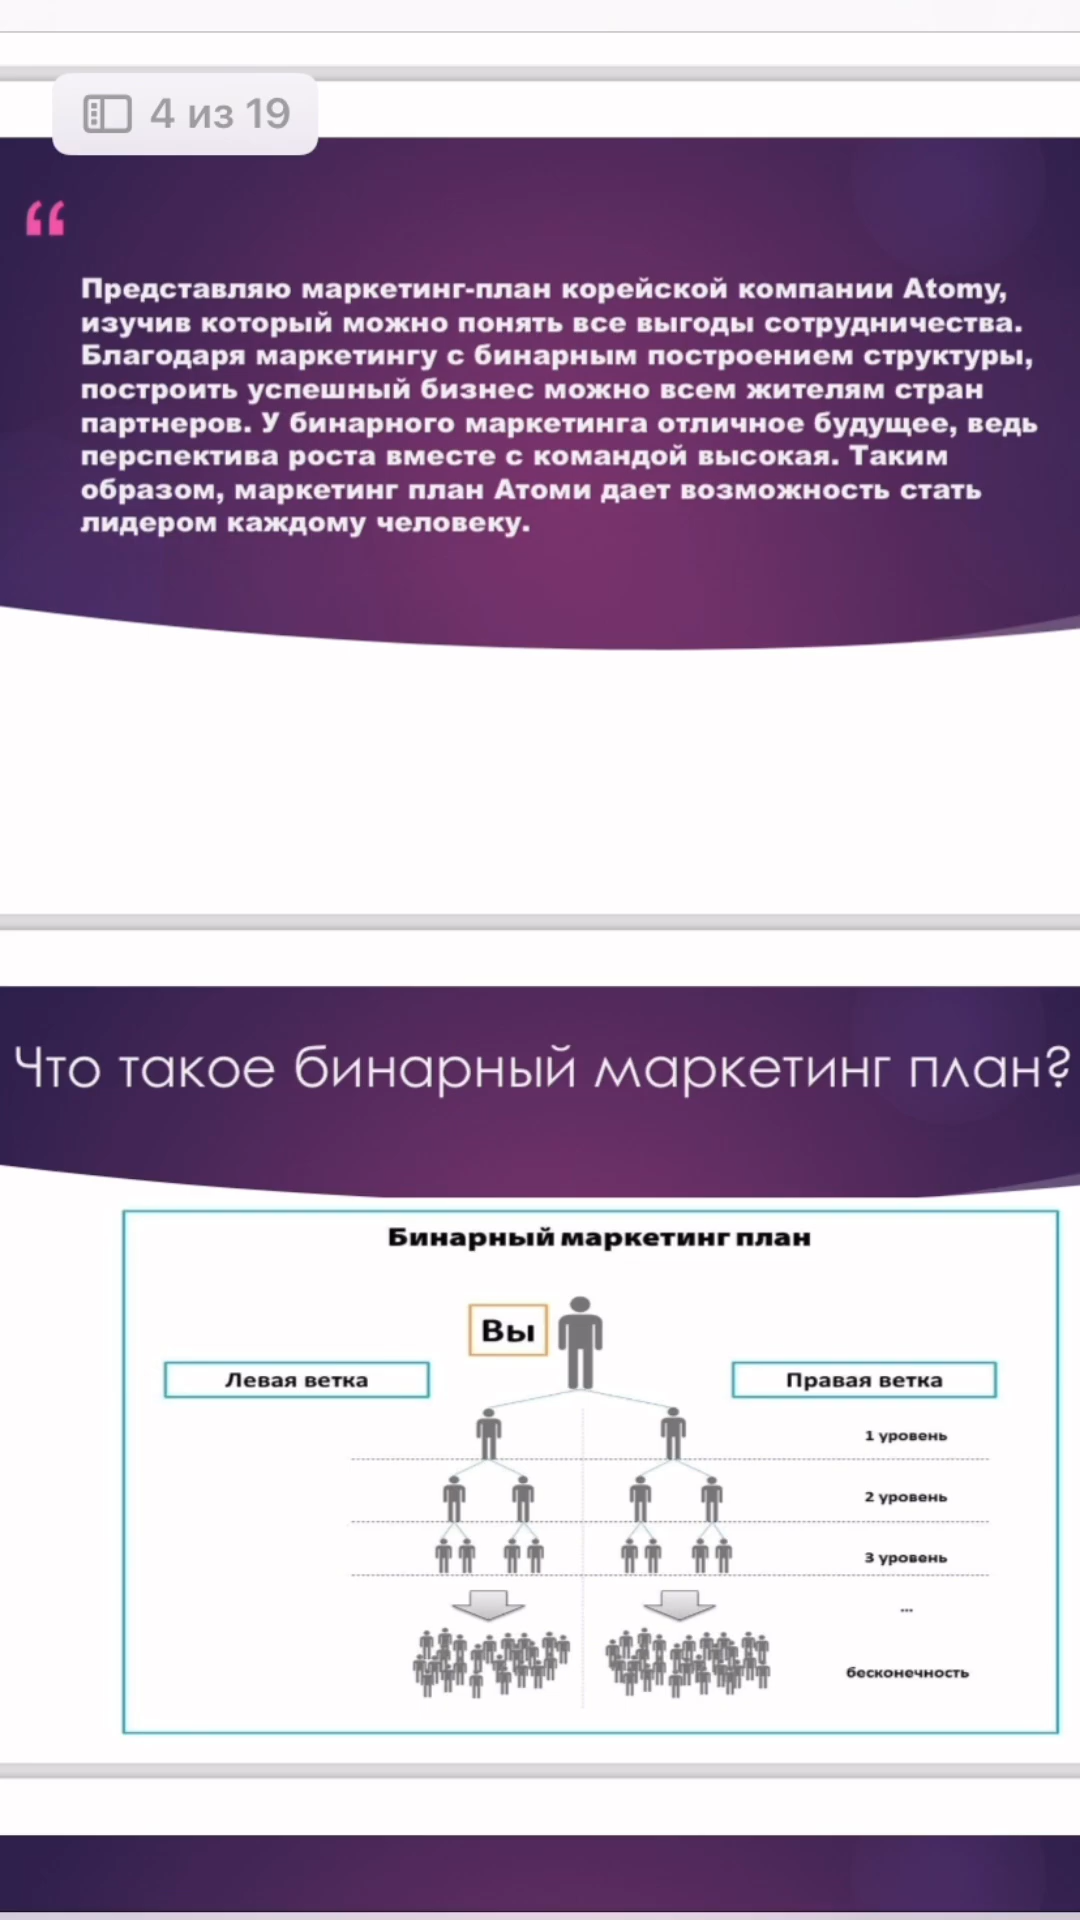 4 из 19
“
Представляю маркетинг-план корейской компании Atomy,
изучив который можно понять все выгоды сотрудничества.
Благодаря маркетингу с бинарным построением структуры,
построить успешный бизнес можно всем жителям стран
партнеров. У бинарного маркетинга отличное будущее, ведь
перспектива роста вместе с командой высокая. Таким
образом, маркетинг план Атоми дает возможность стать
лидером каждому человеку.
Что такое бинарный маркетинг план?
Бинарный маркетинг план
Вы
Левая ветка
Правая ветка
1 уровень
2 уровень
3 уровень
...
бесконечность